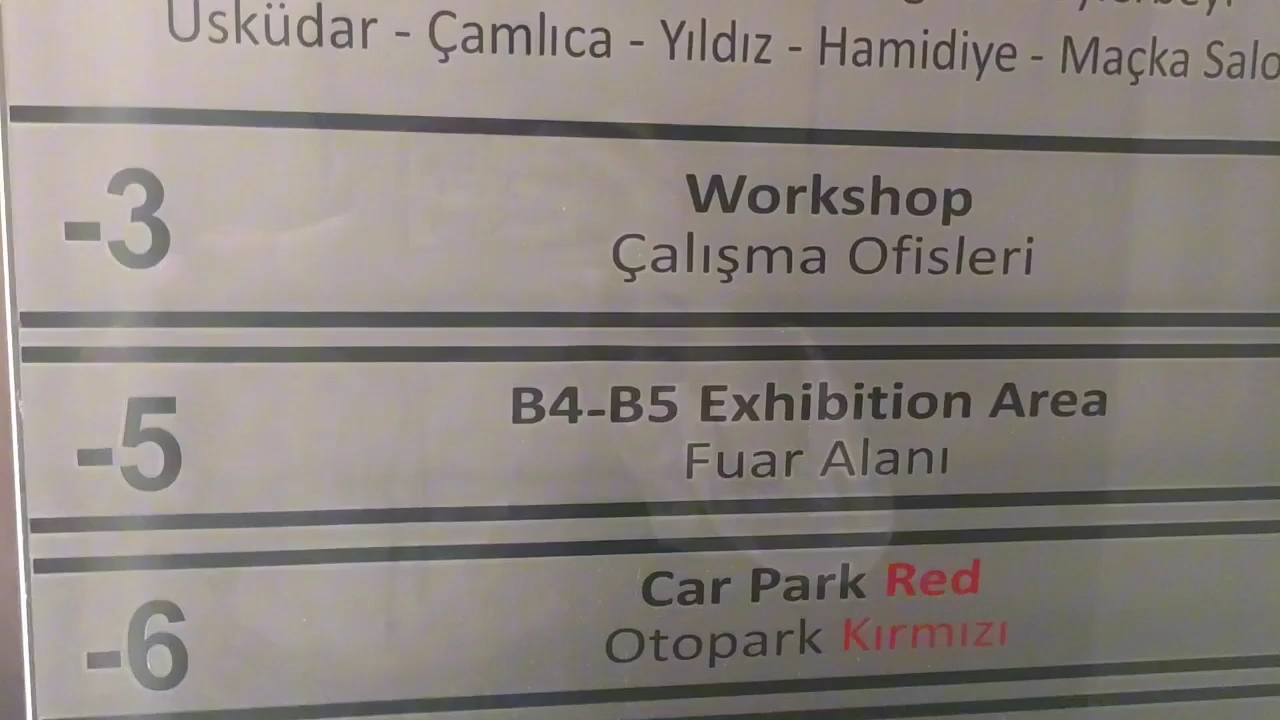 Üsküdar - Çamlıca - Yıldız - Hamidiye - Maçka
-3
Workshop
Çalışma Ofisleri
-5
B4-B5 Exhibition Area
Fuar Alanı
-6
Car Park Red
Otopark Kırmızı